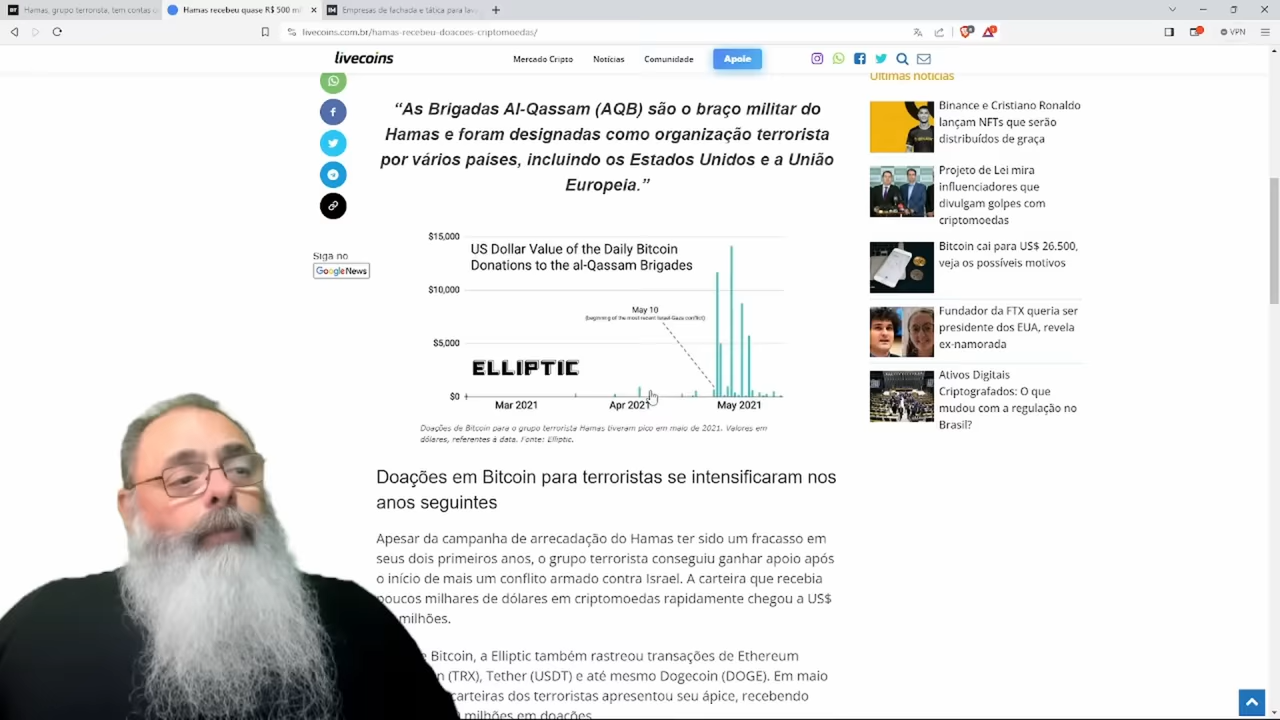 Hamas, grupo terrorista, tem contas
Hamas recebeu quase R$ 500 mi
Empresas de fachada e tática para lav
livecoins.com.br/hamas-recebeu-doacoes-criptomoedas/
VPN
livecoins
Mercado Cripto
Notícias
Comunidade
Apoie
Últimas notícias
“As Brigadas Al-Qassam (AQB) são o braço militar do
Hamas e foram designadas como organização terrorista
por vários países, incluindo os Estados Unidos e a União
Europeia.”
Siga no
Google News
$15,000
US Dollar Value of the Daily Bitcoin
Donations to the al-Qassam Brigades
$10,000
May 10
(beginning of the most recent Israel-Gaza conflict)
$5,000
ELLIPTIC
$0
Mar 2021
Apr 2021
May 2021
Doações de Bitcoin para o grupo terrorista Hamas tiveram pico em maio de 2021. Valores em
dólares, referentes à data. Fonte: Elliptic.
Doações em Bitcoin para terroristas se intensificaram nos
anos seguintes
Apesar da campanha de arrecadação do Hamas ter sido um fracasso em
seus dois primeiros anos, o grupo terrorista conseguiu ganhar apoio após
o início de mais um conflito armado contra Israel. A carteira que recebia
poucos milhares de dólares em criptomoedas rapidamente chegou a US$
milhões.
Bitcoin, a Elliptic também rastreou transações de Ethereum
(TRX), Tether (USDT) e até mesmo Dogecoin (DOGE). Em maio
carteiras dos terroristas apresentou seu ápice, recebendo
milhões em doações.
Binance e Cristiano Ronaldo
lançam NFTs que serão
distribuídos de graça
Projeto de Lei mira
influenciadores que
divulgam golpes com
criptomoedas
Bitcoin cai para US$ 26.500,
veja os possíveis motivos
Fundador da FTX queria ser
presidente dos EUA, revela
ex-namorada
Ativos Digitais
Criptografados: O que
mudou com a regulação no
Brasil?